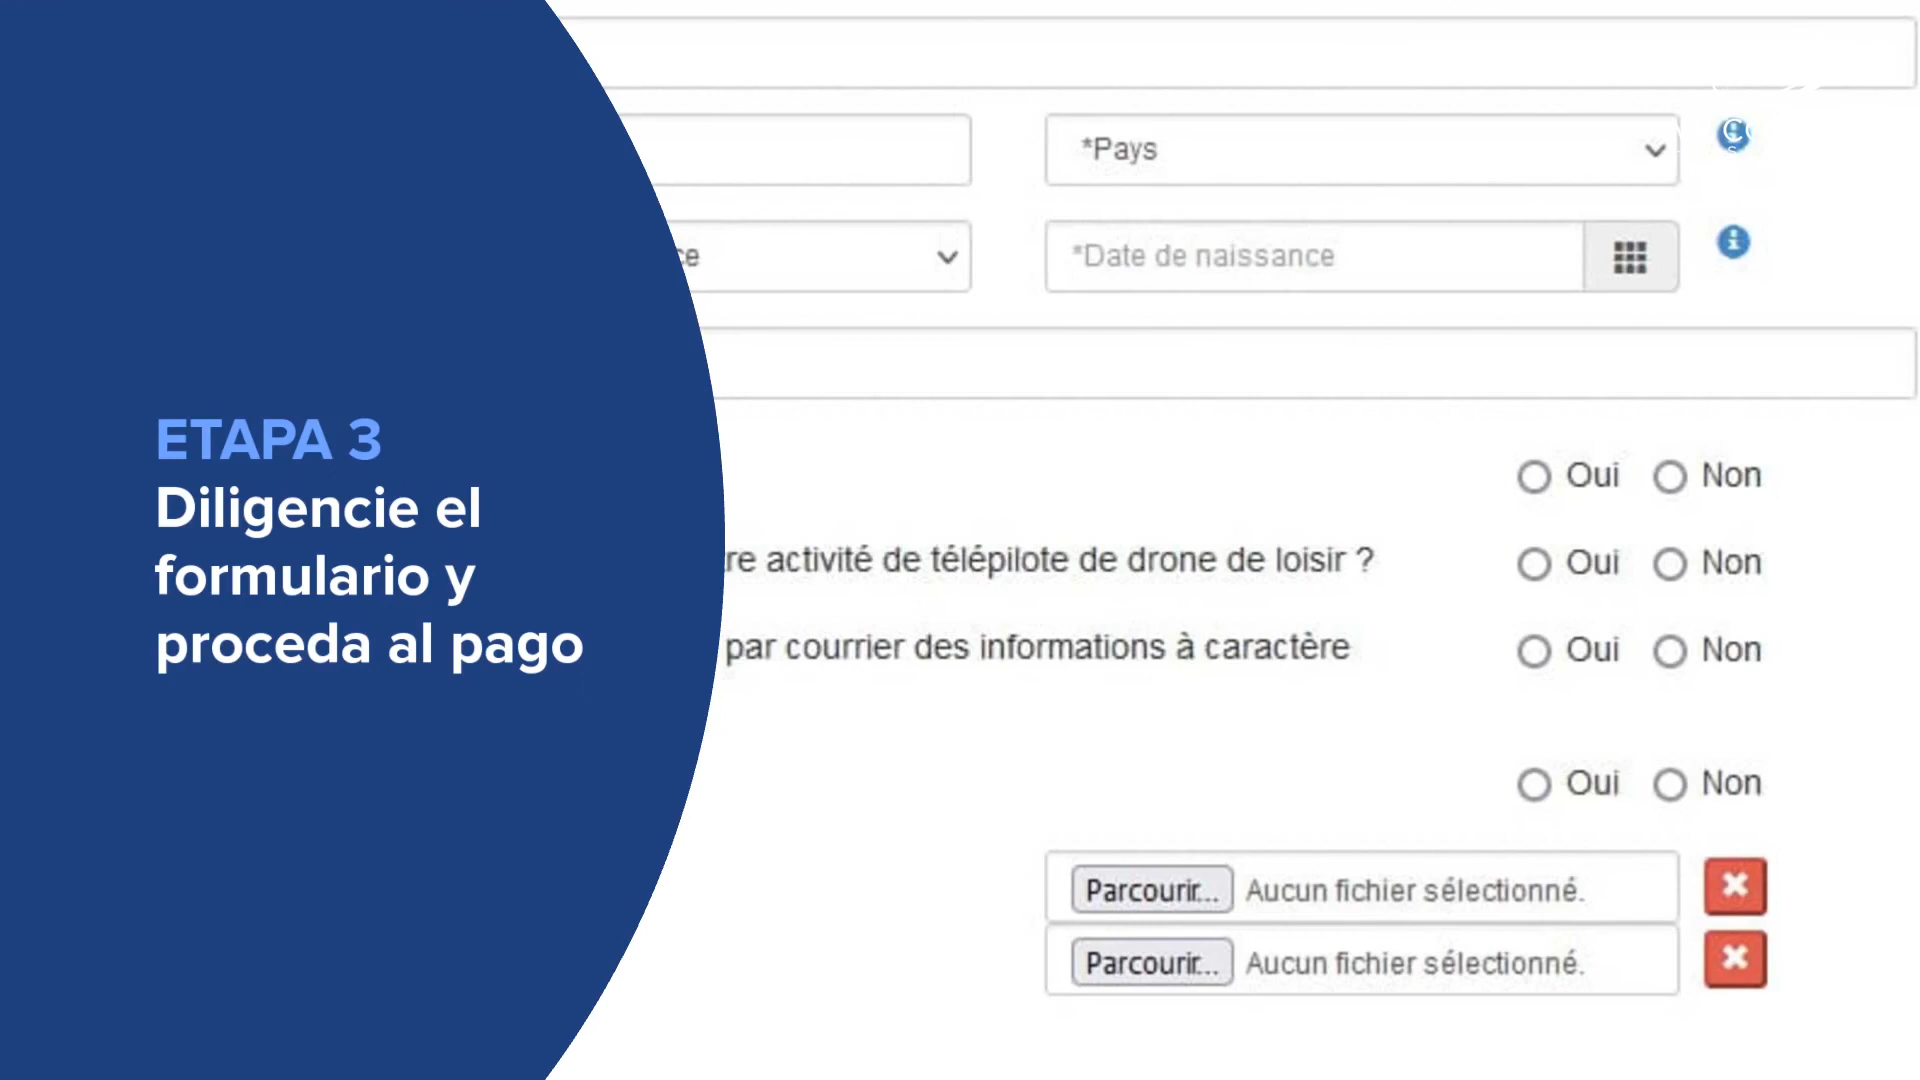 *Pays
ce
*Date de naissance
ETAPA 3
Diligencie el
formulario y
proceda al pago
Oui Non
re activité de télépilote de drone de loisir ? Oui Non
par courrier des informations à caractère Oui Non
Oui Non
Parcourir... Aucun fichier sélectionné.
Parcourir... Aucun fichier sélectionné.